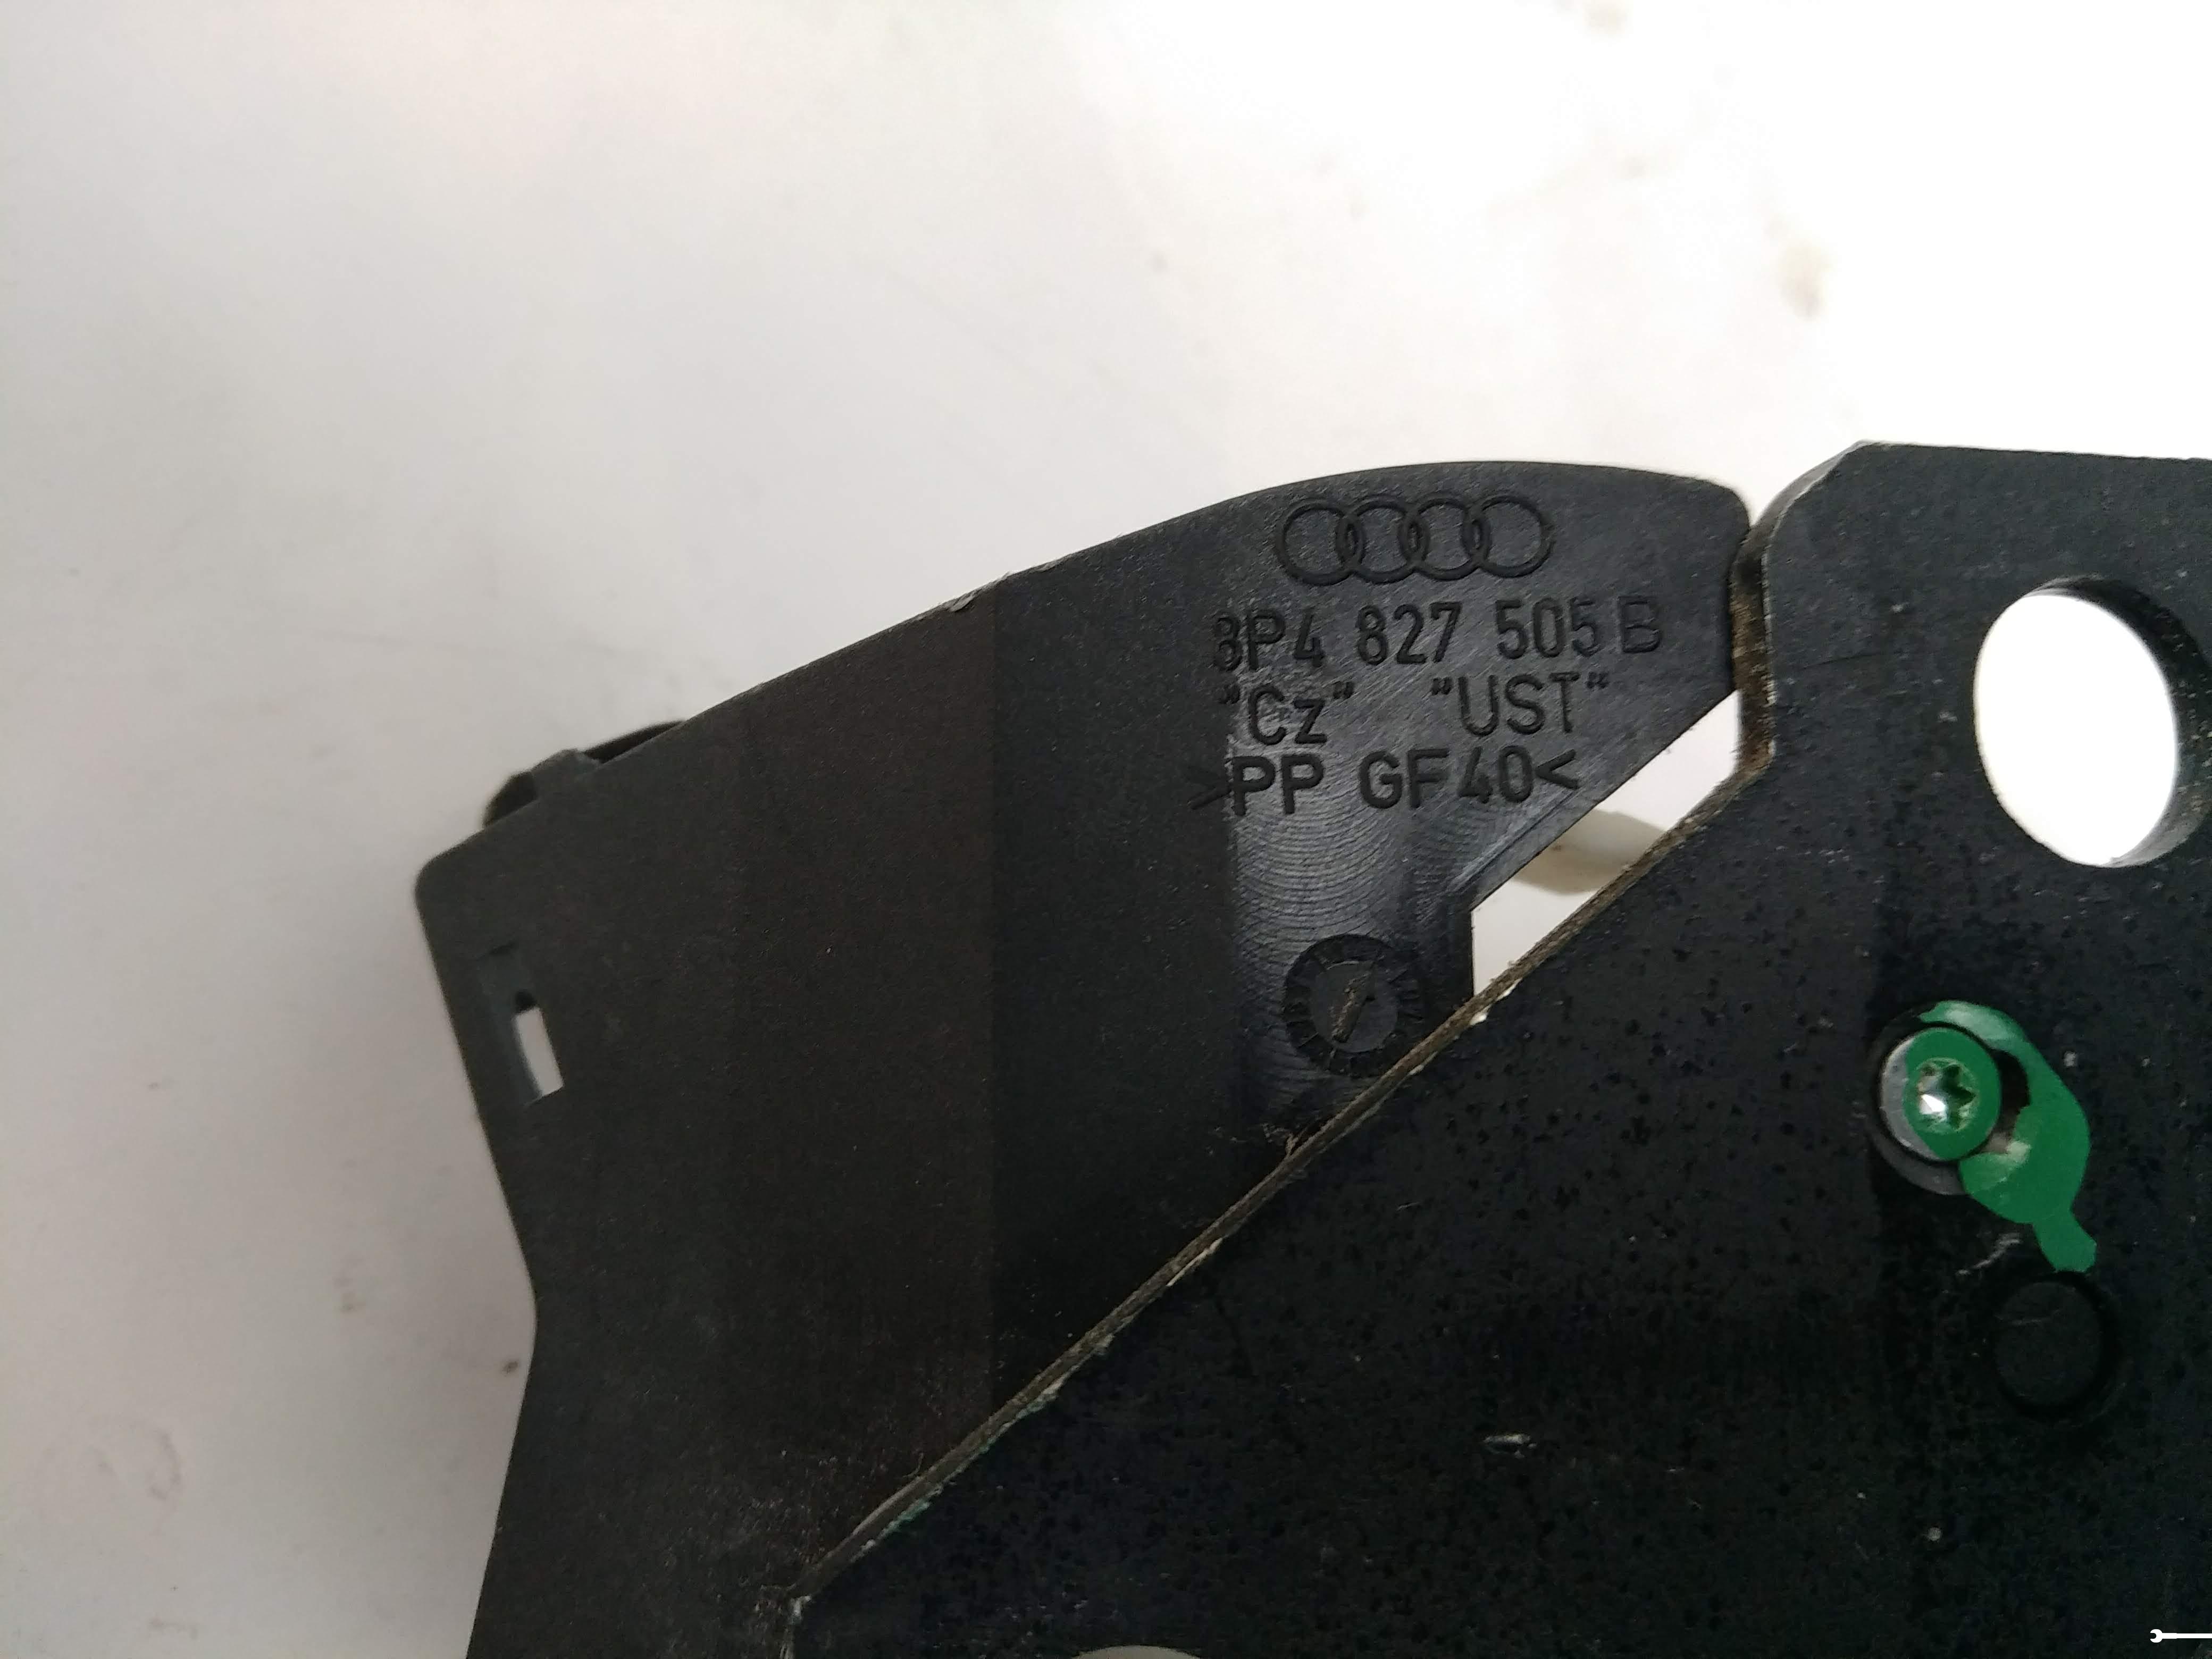 8P4 827 505 B
"Cz" "UST"
>PP GF40<